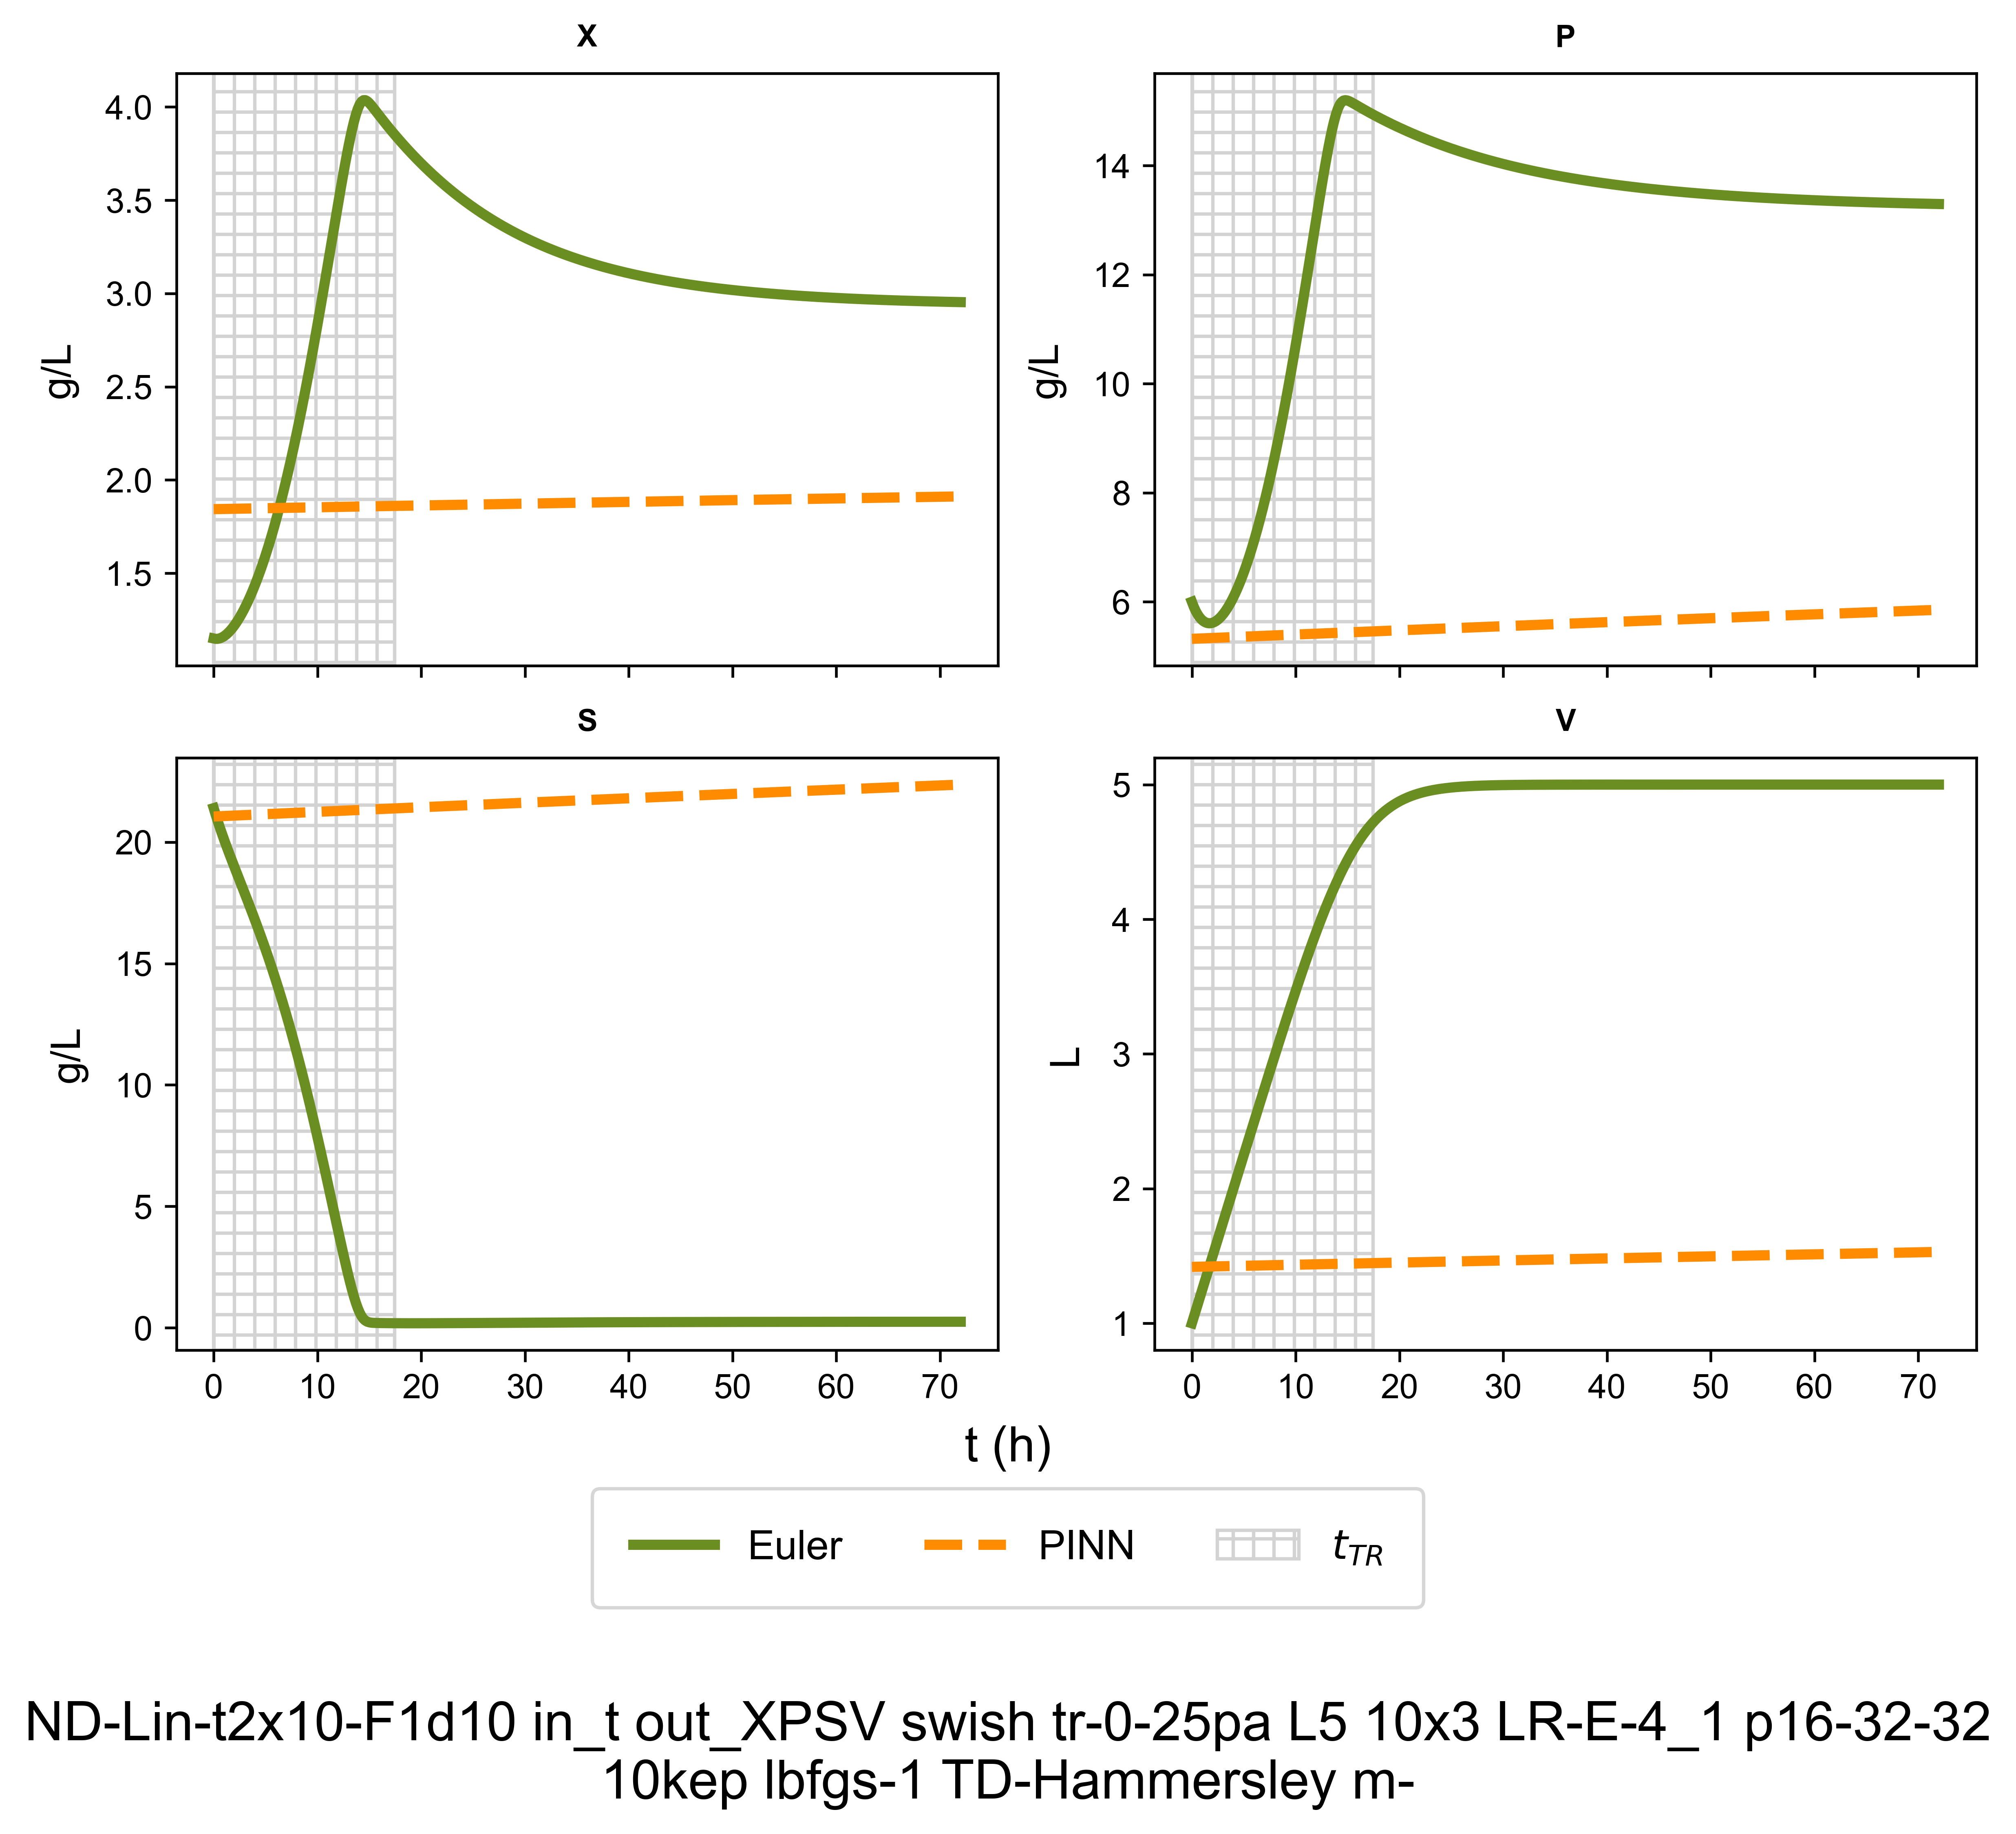 X
P
4.0
3.5
3.0
2.5
2.0
1.5
g/L
14
12
10
8
6
g/L
S
V
20
15
10
5
0
g/L
5
4
3
2
1
L
0 10 20 30 40 50 60 70
0 10 20 30 40 50 60 70
t (h)
Euler PINN t_TR
ND-Lin-t2x10-F1d10 in_t out_XPSV swish tr-0-25pa L5 10x3 LR-E-4_1 p16-32-32
10kep lbfgs-1 TD-Hammersley m-